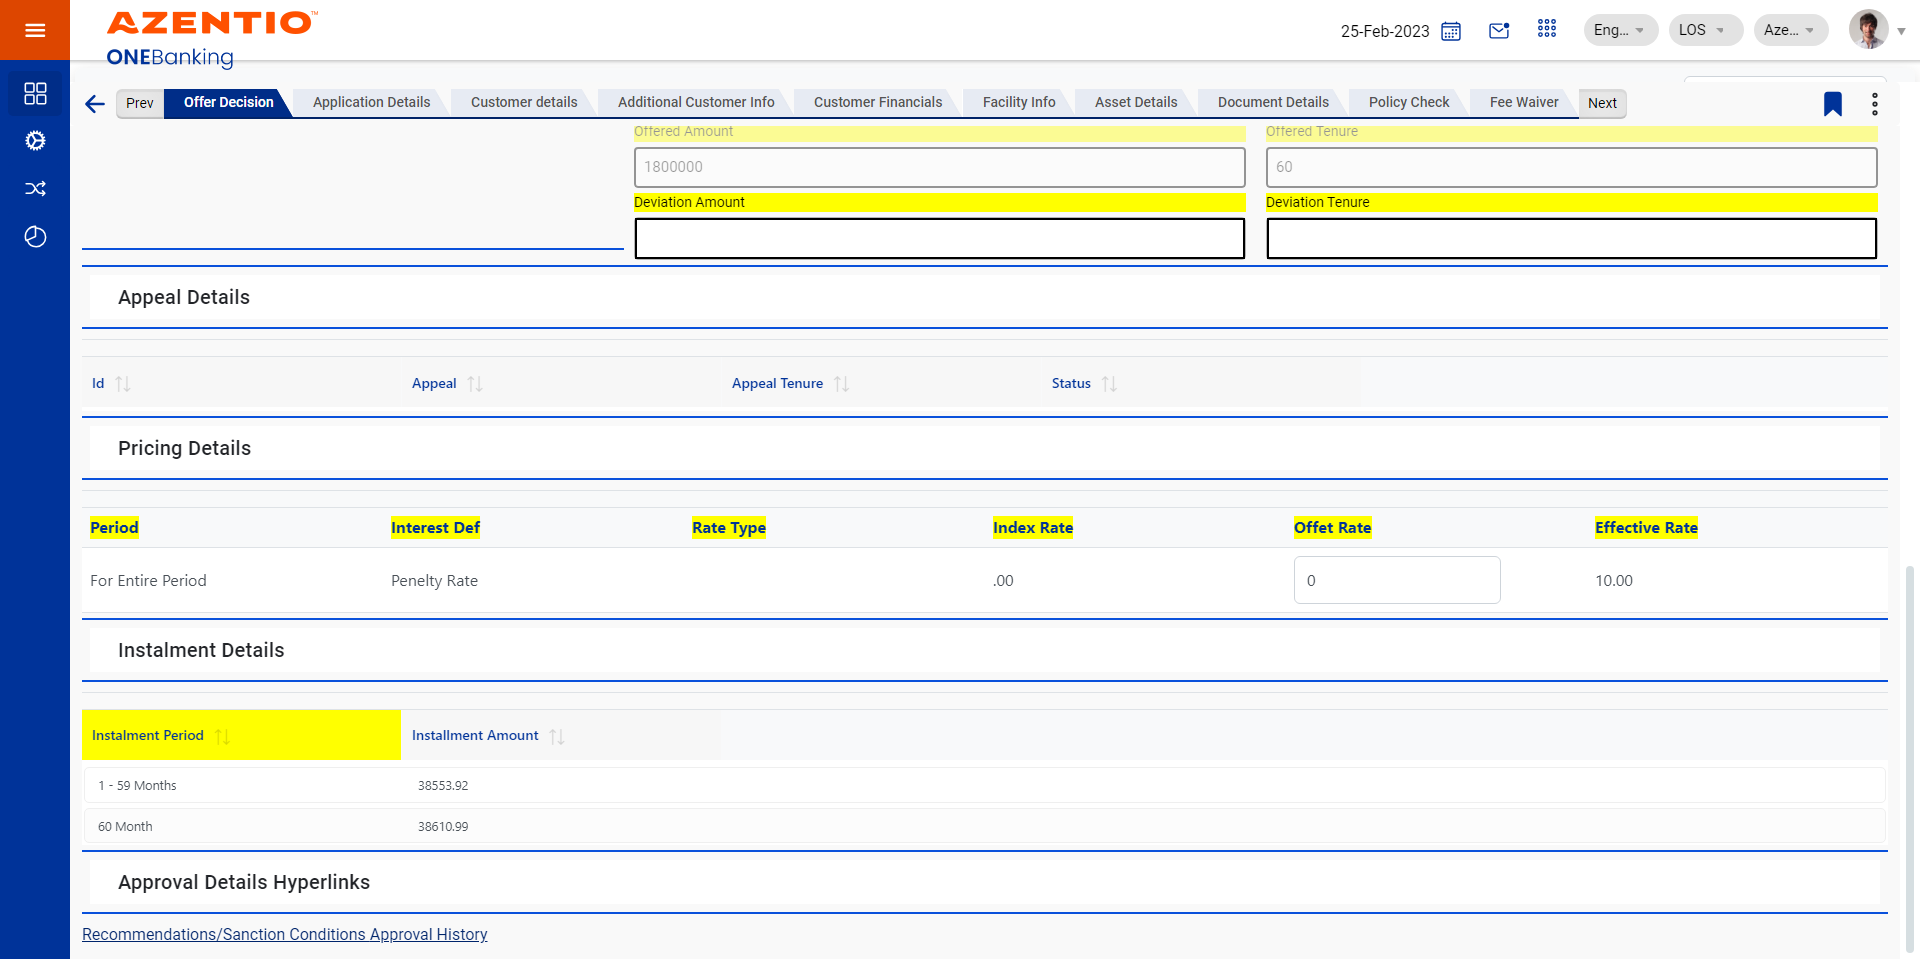 AZENTIO™
ONEBanking
25-Feb-2023
Eng...
LOS
Aze...
Prev
Offer Decision
Application Details
Customer details
Additional Customer Info
Customer Financials
Facility Info
Asset Details
Document Details
Policy Check
Fee Waiver
Next
Offered Amount
Offered Tenure
1800000
60
Deviation Amount
Deviation Tenure
Appeal Details
Id
Appeal
Appeal Tenure
Status
Pricing Details
Period
Interest Def
Rate Type
Index Rate
Offet Rate
Effective Rate
For Entire Period
Penelty Rate
.00
0
10.00
Instalment Details
Instalment Period
Installment Amount
1 - 59 Months
38553.92
60 Month
38610.99
Approval Details Hyperlinks
Recommendations/Sanction Conditions Approval History